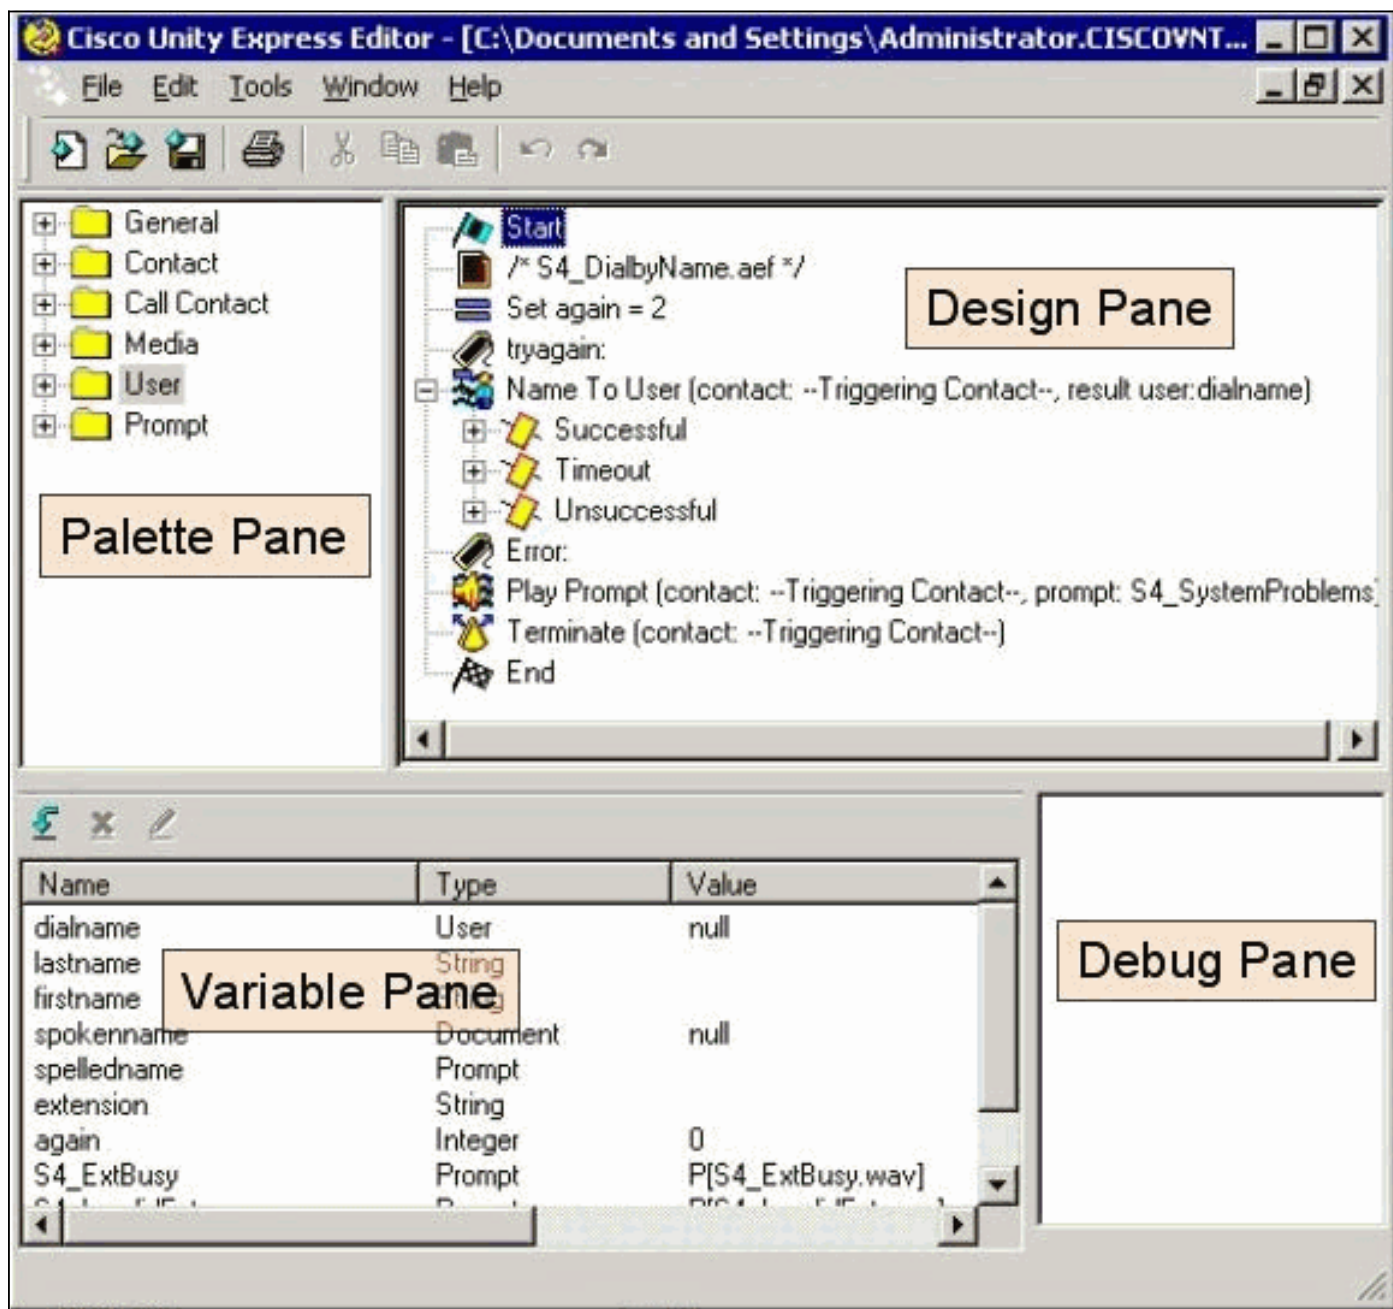 Cisco Unity Express Editor - [C:\Documents and Settings\Administrator.CISCOVNT...
File Edit Tools Window Help
General
Contact
Call Contact
Media
User
Prompt
Palette Pane
Start
/* S4_DialbyName.aef */
Set again = 2
tryagain:
Name To User (contact: --Triggering Contact--, result user:dialname)
Successful
Timeout
Unsuccessful
Error:
Play Prompt (contact: --Triggering Contact--, prompt: S4_SystemProblems)
Terminate (contact: --Triggering Contact--)
End
Design Pane
Name Type Value
dialname User null
lastname String
firstname String
spokenname Document null
spelledname Prompt
extension String
again Integer 0
S4_ExtBusy Prompt P[S4_ExtBusy.wav]
Variable Pane
Debug Pane